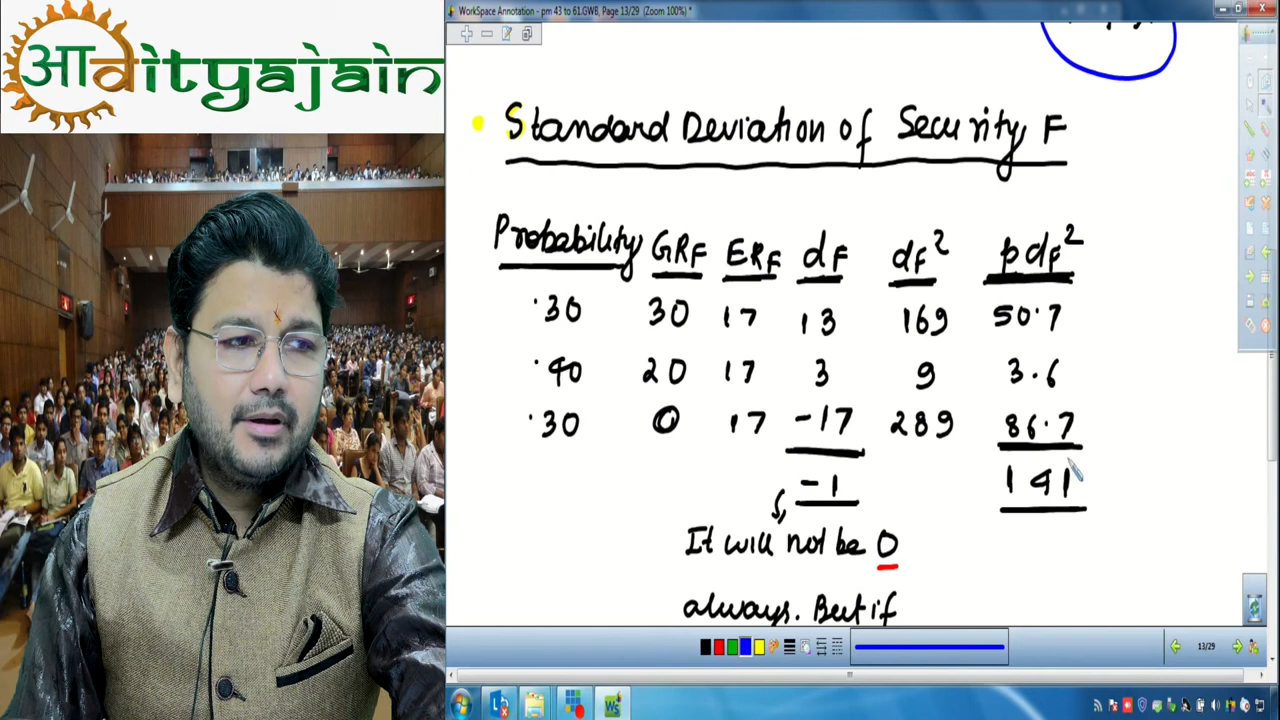 WorkSpace Annotation - pm 43 to 61.GWB, Page 13/29 (Zoom 100%) *
आdityajain
• Standard Deviation of Security F
Probability GRF ERF dF dF² pdF²
.30 30 17 13 169 50.7
.40 20 17 3 9 3.6
.30 0 17 -17 289 86.7
-1 141
It will not be 0
always. But if
13/29